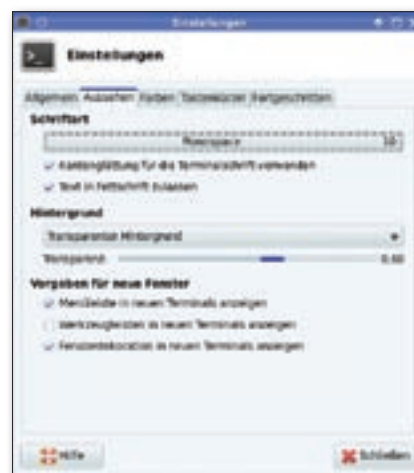 Einstellungen
Einstellungen
Allgemein Aussehen Farben Tastenkürzel Fortgeschritten
Schriftart
Monospace 10
Kantenglättung für die Terminalschrift verwenden
Text in Fettschrift zulassen
Hintergrund
Transparenter Hintergrund
Transparenz 0,60
Vorgaben für neue Fenster
Menüleiste in neuen Terminals anzeigen
Werkzeugleisten in neuen Terminals anzeigen
Fensterdekoration in neuen Terminals anzeigen
Hilfe
Schließen